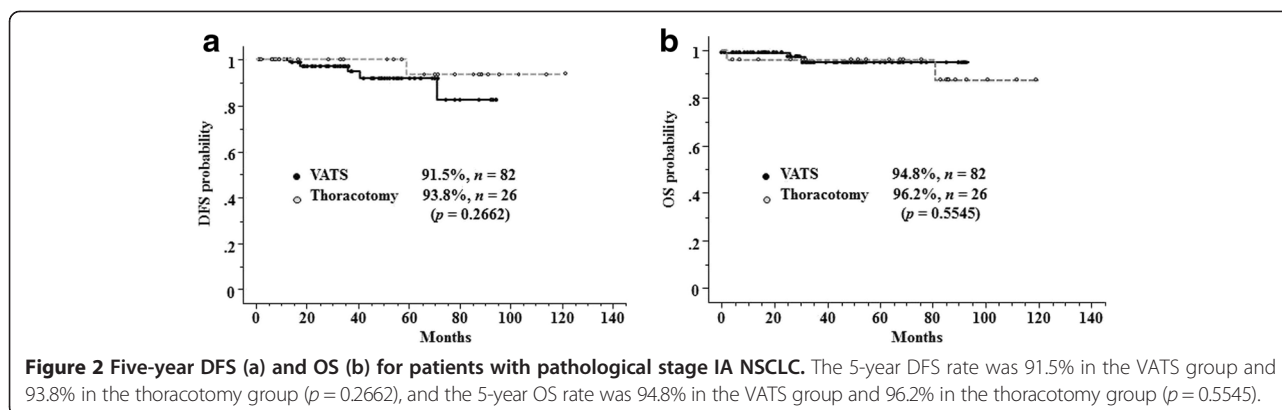 a
1
.8
.6
.4
.2
0
DFS probability
VATS 91.5%, n = 82
Thoracotomy 93.8%, n = 26
(p = 0.2662)
0 20 40 60 80 100 120 140
Months
b
1
.8
.6
.4
.2
0
OS probability
VATS 94.8%, n = 82
Thoracotomy 96.2%, n = 26
(p = 0.5545)
0 20 40 60 80 100 120 140
Months
Figure 2 Five-year DFS (a) and OS (b) for patients with pathological stage IA NSCLC. The 5-year DFS rate was 91.5% in the VATS group and
93.8% in the thoracotomy group (p = 0.2662), and the 5-year OS rate was 94.8% in the VATS group and 96.2% in the thoracotomy group (p = 0.5545).